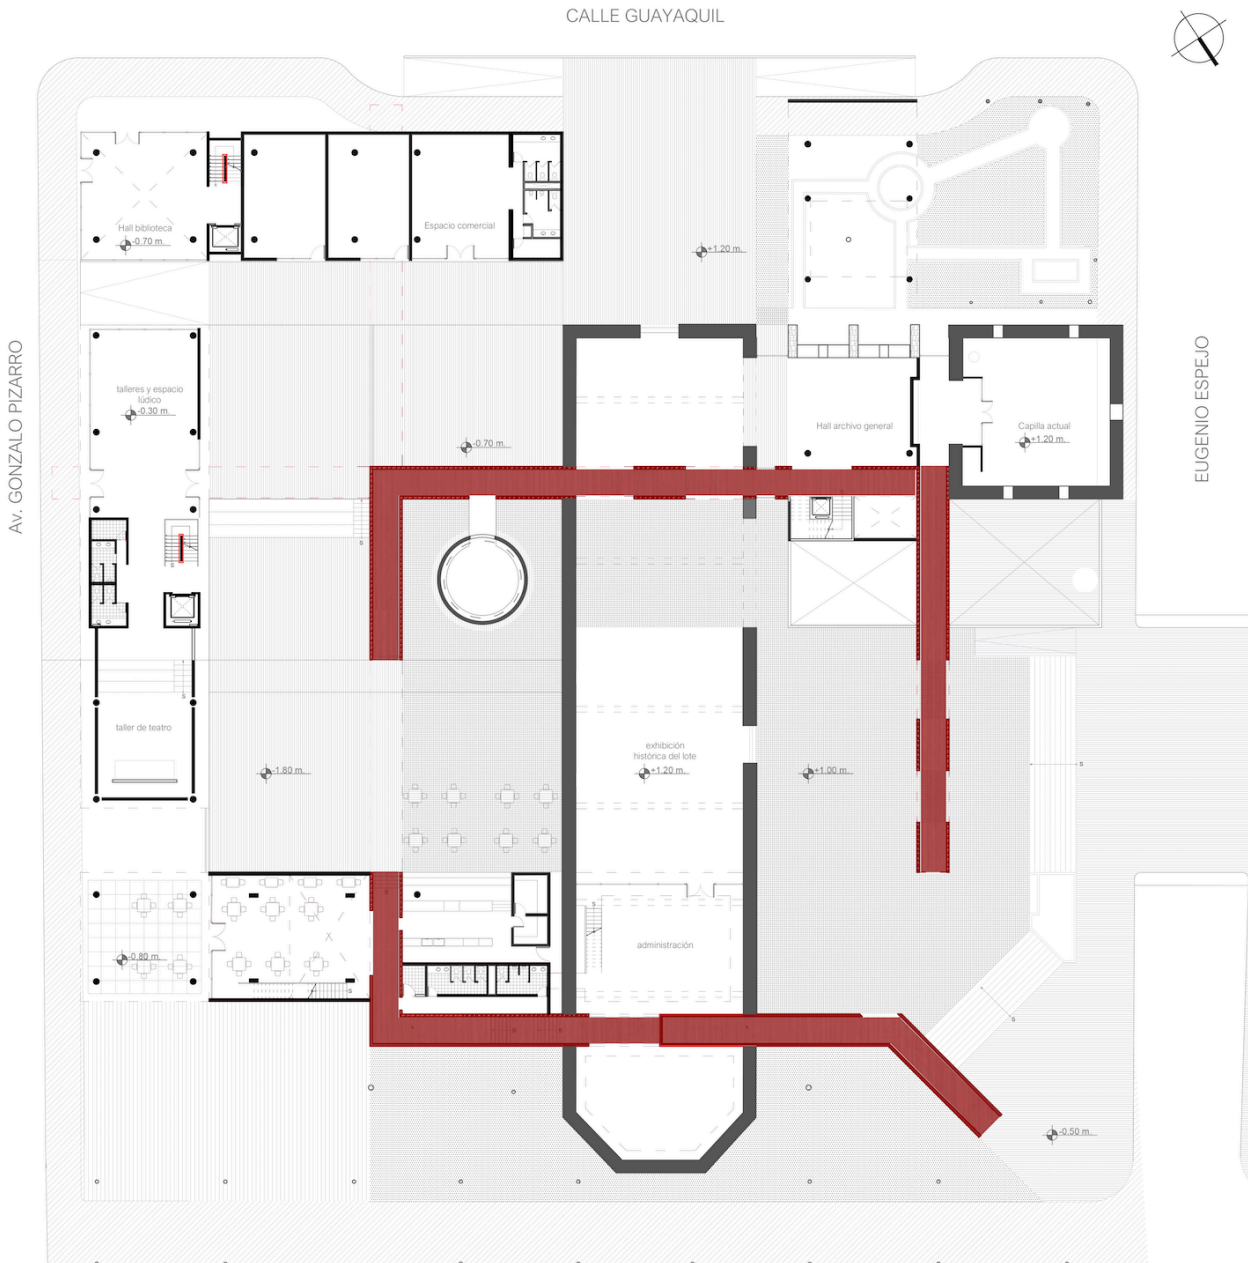 CALLE GUAYAQUIL
Hall biblioteca
-0.70 m.
Espacio comercial
+1.20 m.
Av. GONZALO PIZARRO
EUGENIO ESPEJO
talleres y espacio
lúdico
-0.30 m.
Hall archivo general
Capilla actual
+1.20 m.
-0.70 m.
S
S
S
taller de teatro
exhibición
histórica del lote
-1.80 m.
+1.20 m.
+1.00 m.
S
S
administración
-0.80 m.
S
S
-0.50 m.